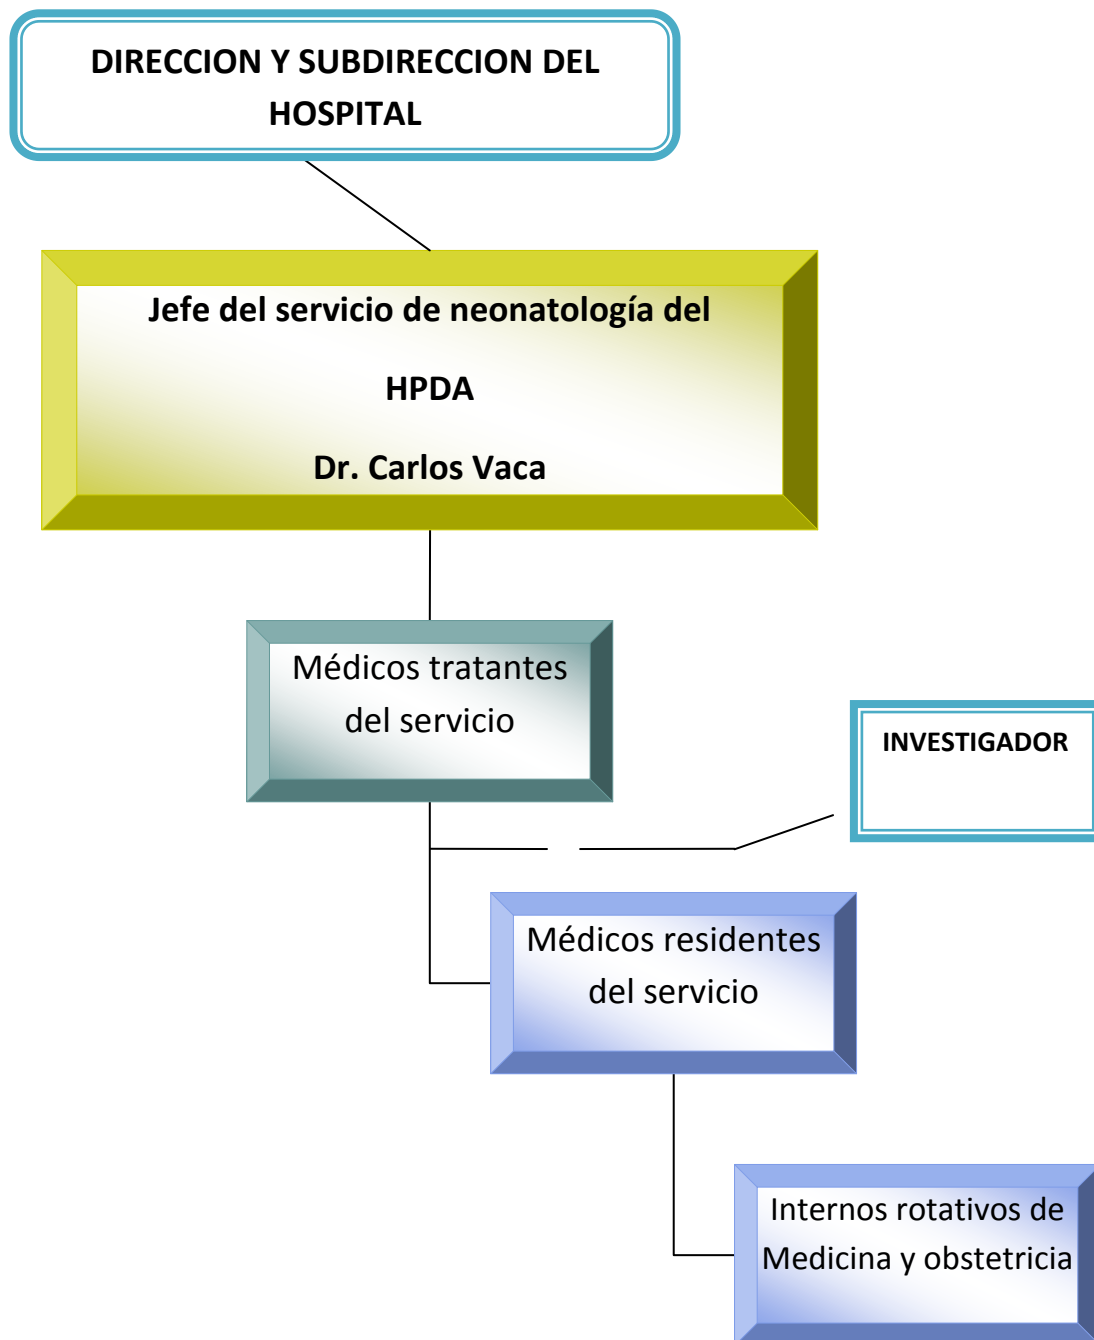 DIRECCION Y SUBDIRECCION DEL
HOSPITAL
Jefe del servicio de neonatología del
HPDA
Dr. Carlos Vaca
Médicos tratantes
del servicio
INVESTIGADOR
Médicos residentes
del servicio
Internos rotativos de
Medicina y obstetricia